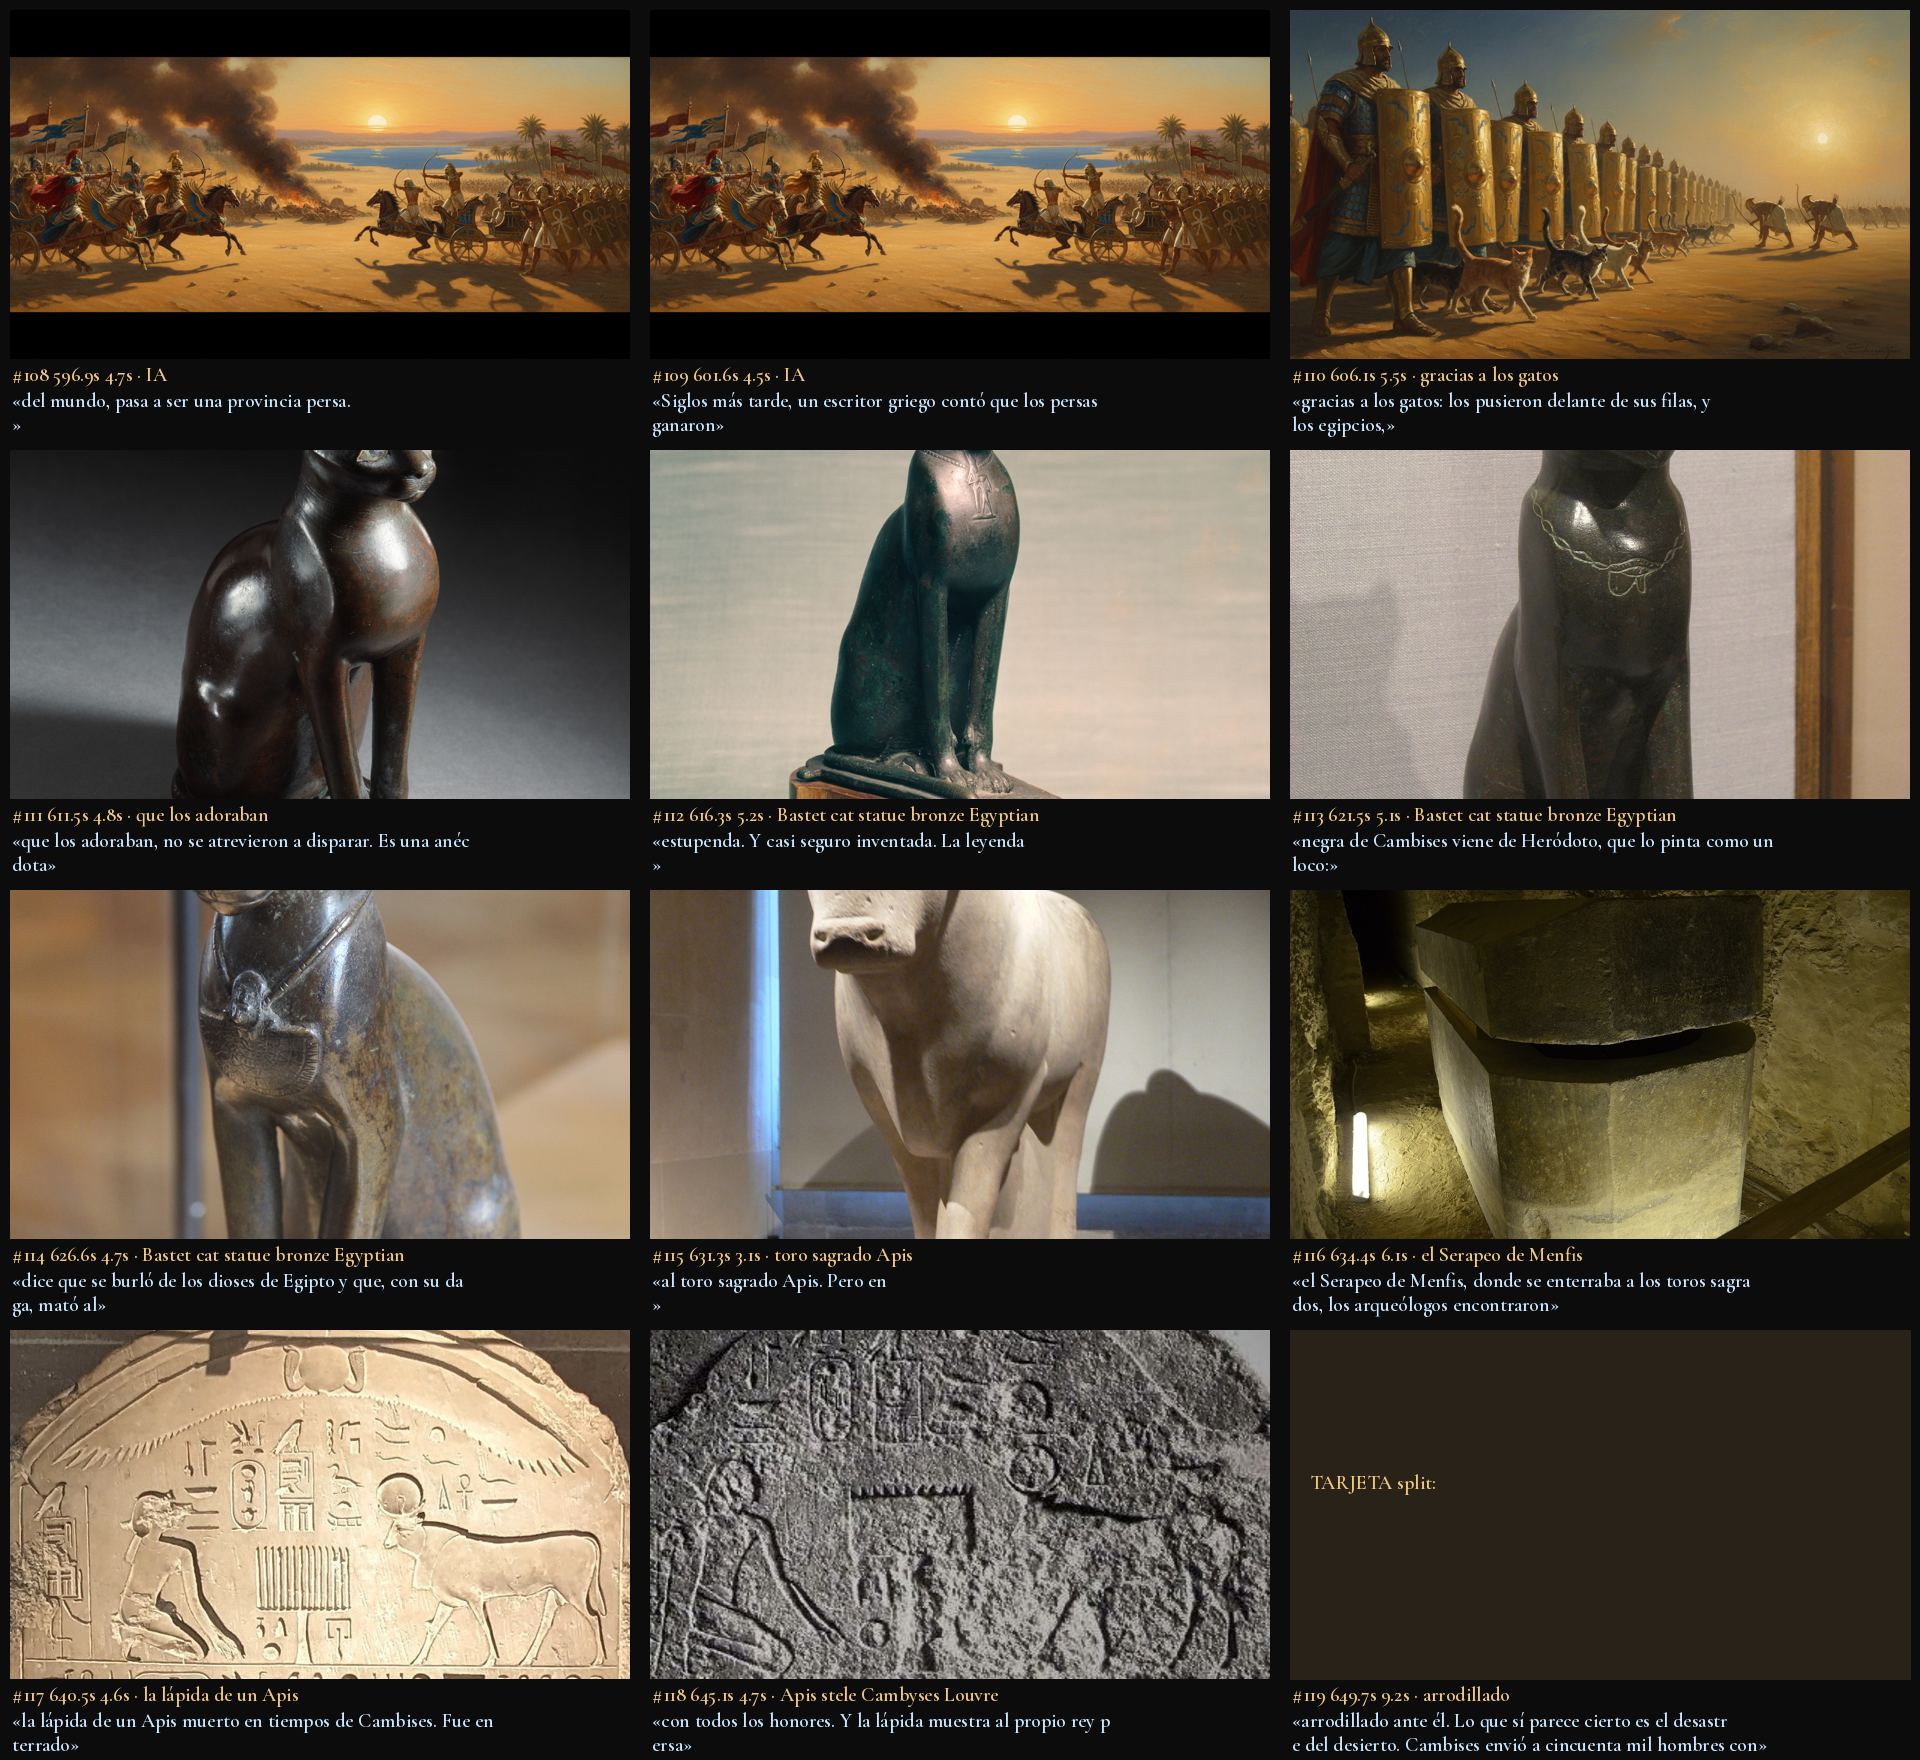 #108 596.9s 4.7s · IA
«del mundo, pasa a ser una provincia persa.
»
#109 601.6s 4.5s · IA
«Siglos más tarde, un escritor griego contó que los persas
ganaron»
#110 606.1s 5.5s · gracias a los gatos
«gracias a los gatos: los pusieron delante de sus filas, y
los egipcios,»
#111 611.5s 4.8s · que los adoraban
«que los adoraban, no se atrevieron a disparar. Es una anéc
dota»
#112 616.3s 5.2s · Bastet cat statue bronze Egyptian
«estupenda. Y casi seguro inventada. La leyenda
»
#113 621.5s 5.1s · Bastet cat statue bronze Egyptian
«negra de Cambises viene de Heródoto, que lo pinta como un
loco:»
#114 626.6s 4.7s · Bastet cat statue bronze Egyptian
«dice que se burló de los dioses de Egipto y que, con su da
ga, mató al»
#115 631.3s 3.1s · toro sagrado Apis
«al toro sagrado Apis. Pero en
»
#116 634.4s 6.1s · el Serapeo de Menfis
«el Serapeo de Menfis, donde se enterraba a los toros sagra
dos, los arqueólogos encontraron»
#117 640.5s 4.6s · la lápida de un Apis
«la lápida de un Apis muerto en tiempos de Cambises. Fue en
terrado»
#118 645.1s 4.7s · Apis stele Cambyses Louvre
«con todos los honores. Y la lápida muestra al propio rey p
ersa»
TARJETA split:
#119 649.7s 9.2s · arrodillado
«arrodillado ante él. Lo que sí parece cierto es el desastr
e del desierto. Cambises envió a cincuenta mil hombres con»